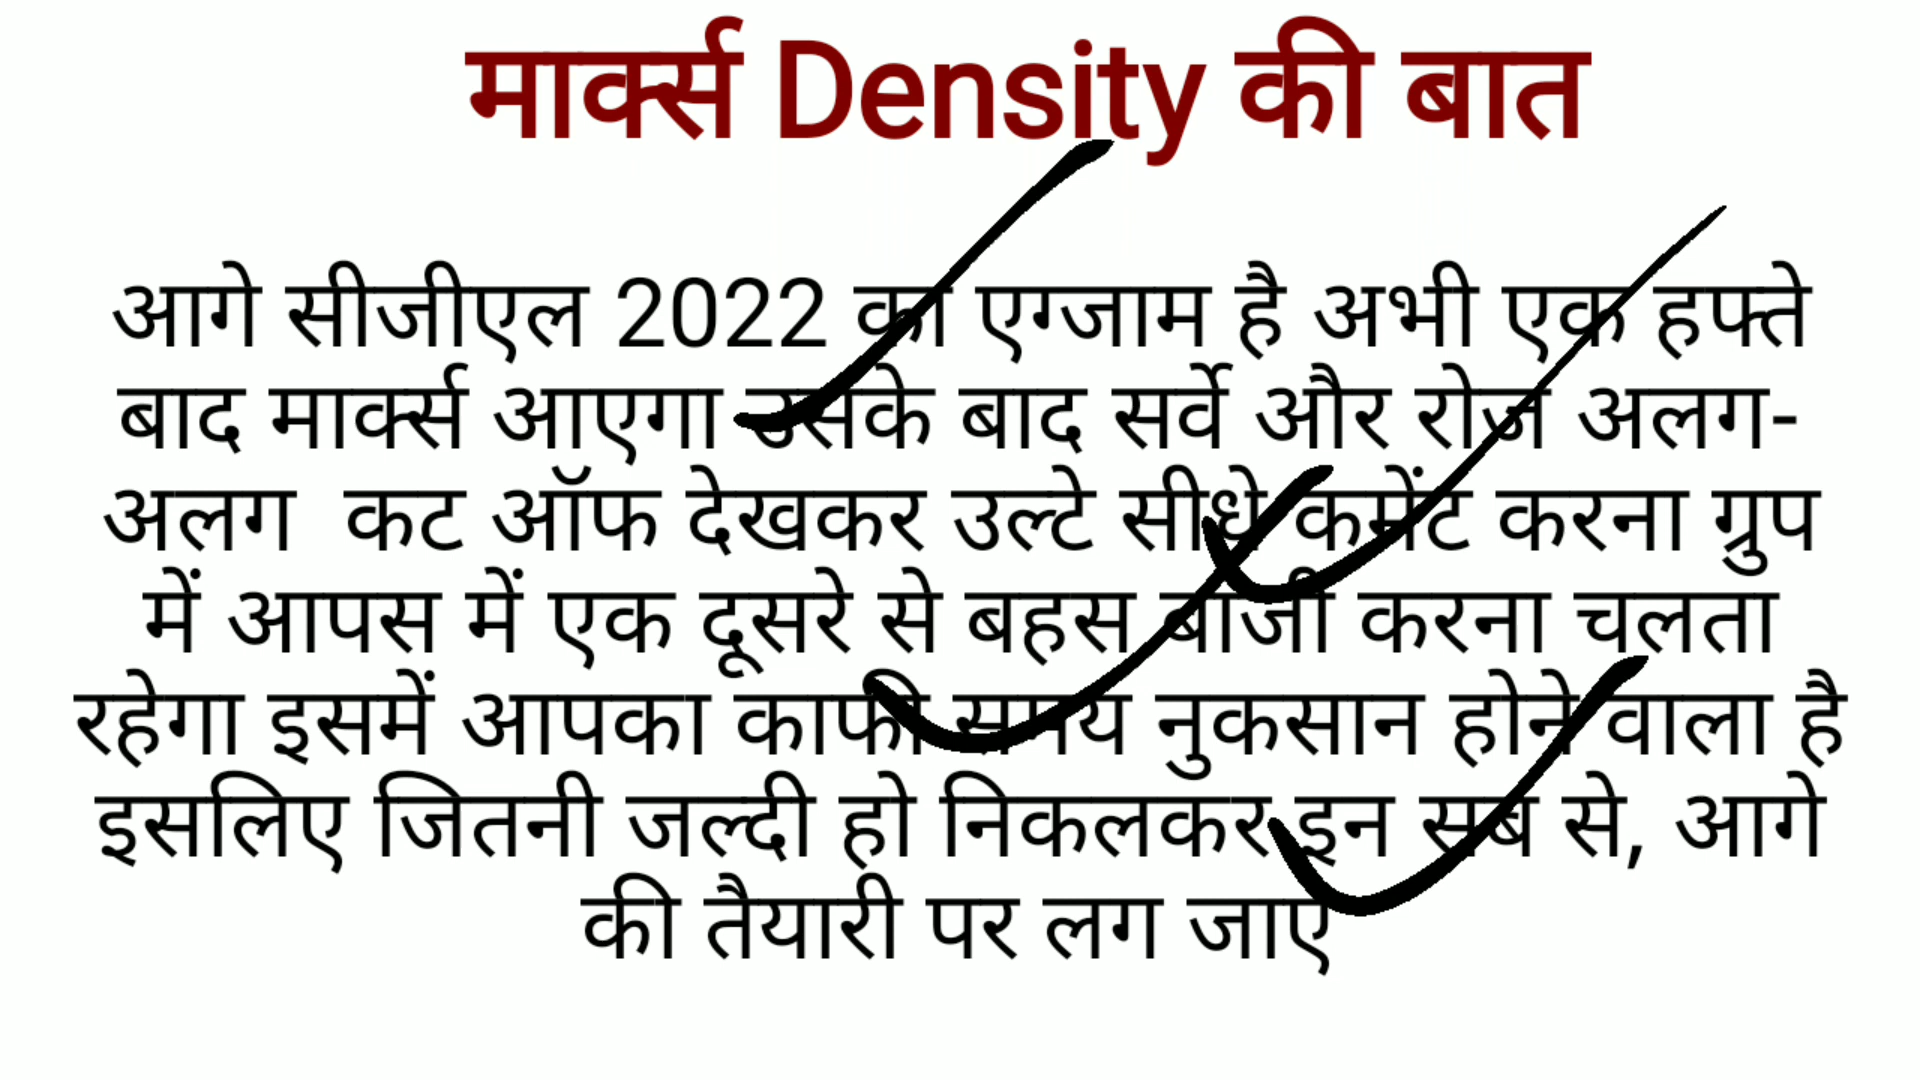 मार्क्स Density की बात
आगे सीजीएल 2022 का एग्जाम है अभी एक हफ्ते
बाद मार्क्स आएगा उसके बाद सर्वे और रोज अलग-
अलग कट ऑफ देखकर उल्टे सीधे कमेंट करना ग्रुप
में आपस में एक दूसरे से बहस बाजी करना चलता
रहेगा इसमें आपका काफी समय नुकसान होने वाला है
इसलिए जितनी जल्दी हो निकलकर इन सब से, आगे
की तैयारी पर लग जाए